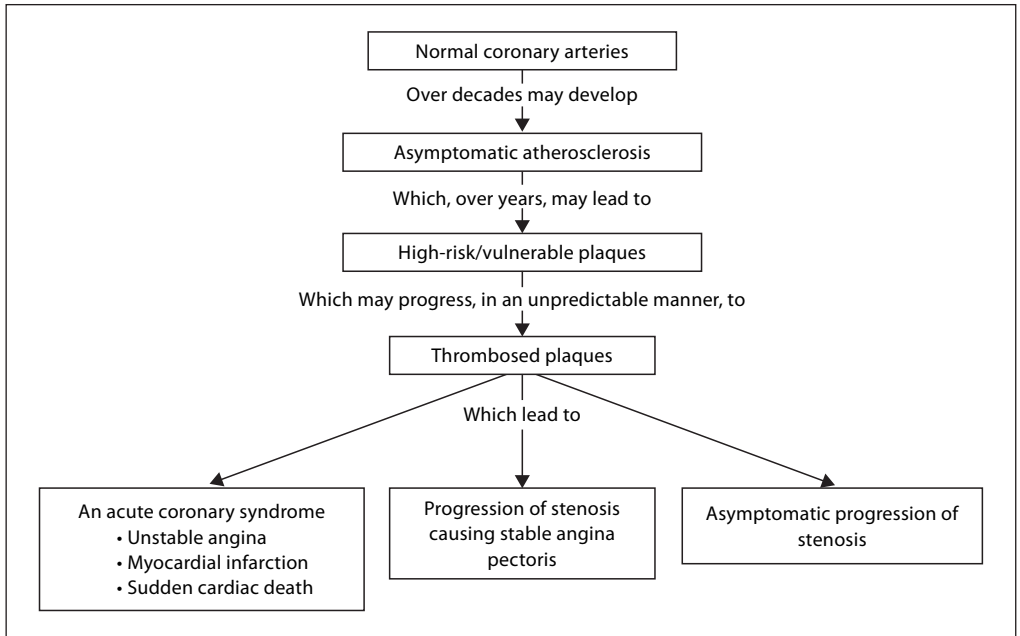 Normal coronary arteries
Over decades may develop
Asymptomatic atherosclerosis
Which, over years, may lead to
High-risk/vulnerable plaques
Which may progress, in an unpredictable manner, to
Thrombosed plaques
Which lead to
An acute coronary syndrome
• Unstable angina
• Myocardial infarction
• Sudden cardiac death
Progression of stenosis
causing stable angina
pectoris
Asymptomatic progression of
stenosis